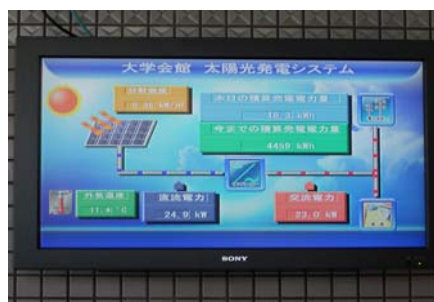 大学会館 太陽光発電システム
日射強度
本日の積算発電電力量
18.3 kWh
今までの積算発電電力量
4459 kWh
外気温度
11.4 °C
直流電力
24.9 kW
交流電力
23.0 kW
SONY